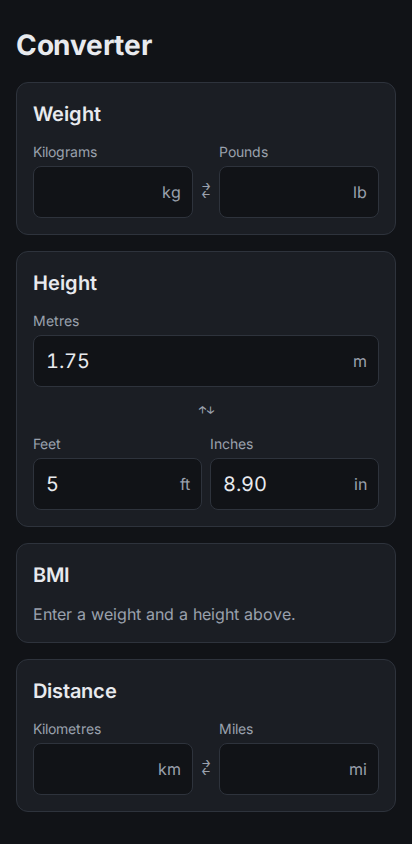 Converter
Weight
Kilograms Pounds
kg ⇄ lb
Height
Metres
1.75 m
↑↓
Feet Inches
5 ft 8.90 in
BMI
Enter a weight and a height above.
Distance
Kilometres Miles
km ⇄ mi